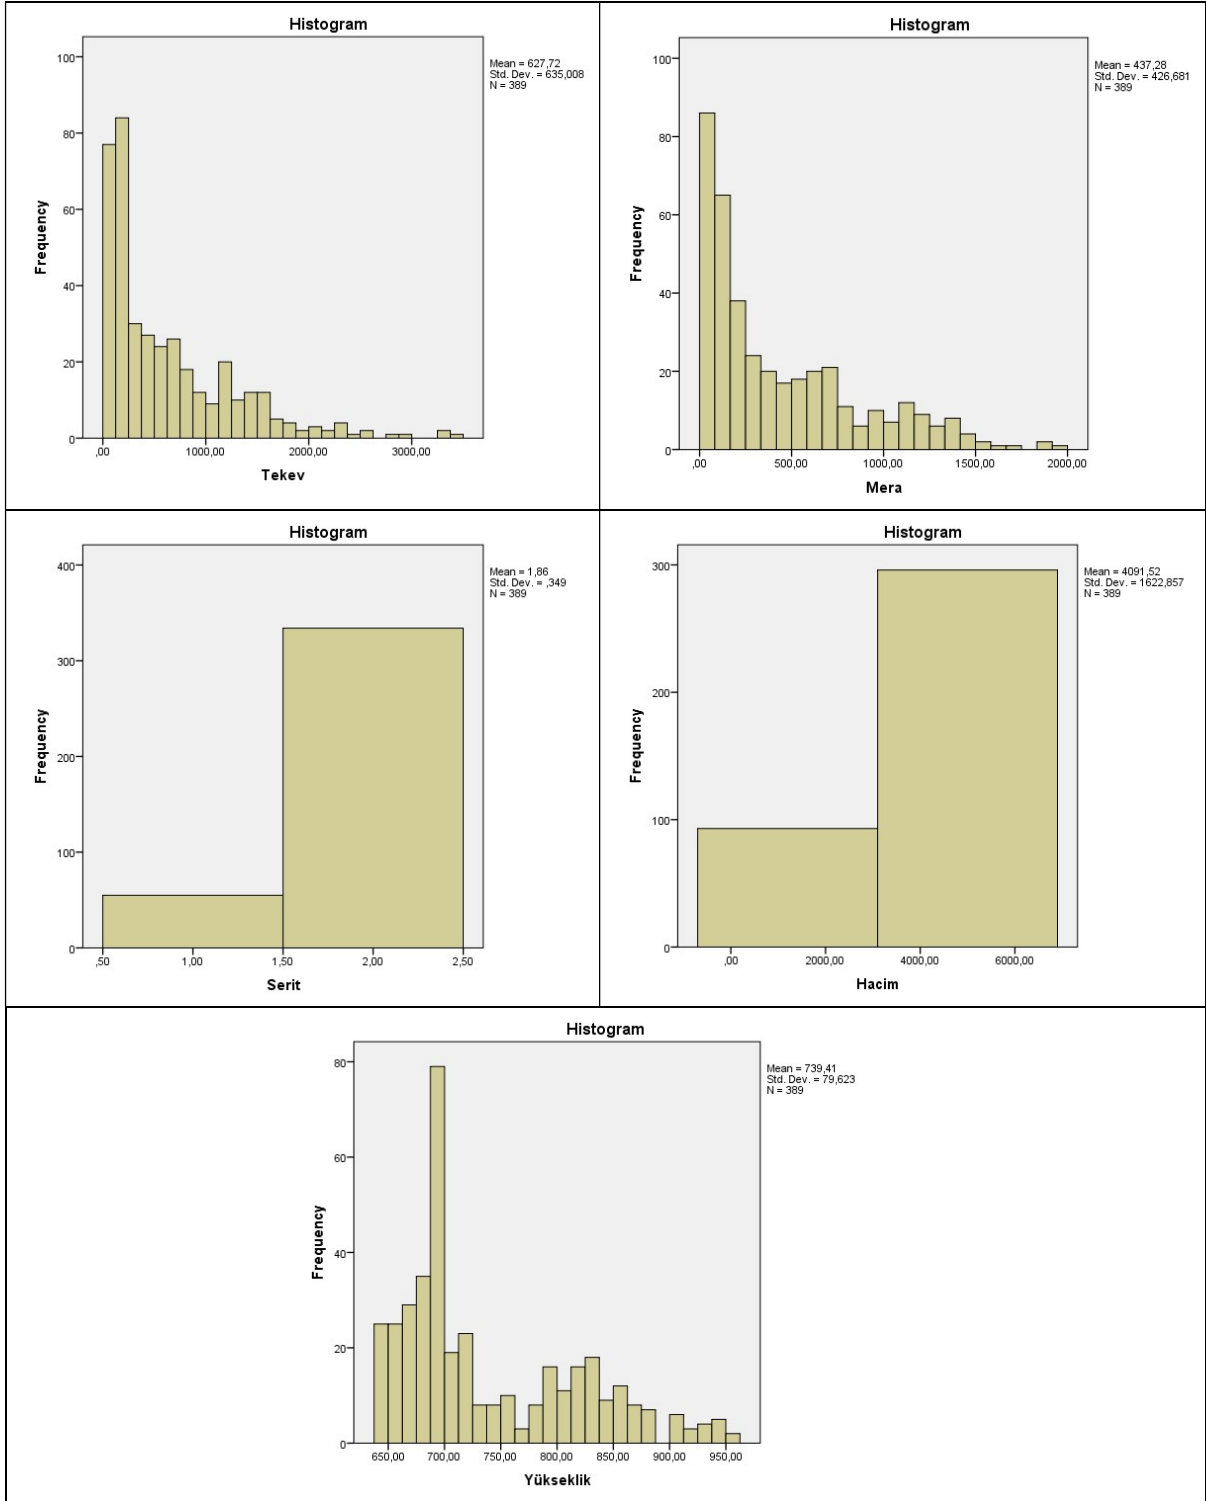 Histogram
Mean = 627,72
Std. Dev. = 635,008
N = 389
Frequency
100
80
60
40
20
0
,00 1000,00 2000,00 3000,00
Tekev
Histogram
Mean = 437,28
Std. Dev. = 426,681
N = 389
Frequency
100
80
60
40
20
0
,00 500,00 1000,00 1500,00 2000,00
Mera
Histogram
Mean = 1,86
Std. Dev. = ,349
N = 389
Frequency
400
300
200
100
0
,50 1,00 1,50 2,00 2,50
Serit
Histogram
Mean = 4091,52
Std. Dev. = 1622,857
N = 389
Frequency
300
200
100
0
,00 2000,00 4000,00 6000,00
Hacim
Histogram
Mean = 739,41
Std. Dev. = 79,623
N = 389
Frequency
80
60
40
20
0
650,00 700,00 750,00 800,00 850,00 900,00 950,00
Yükseklik